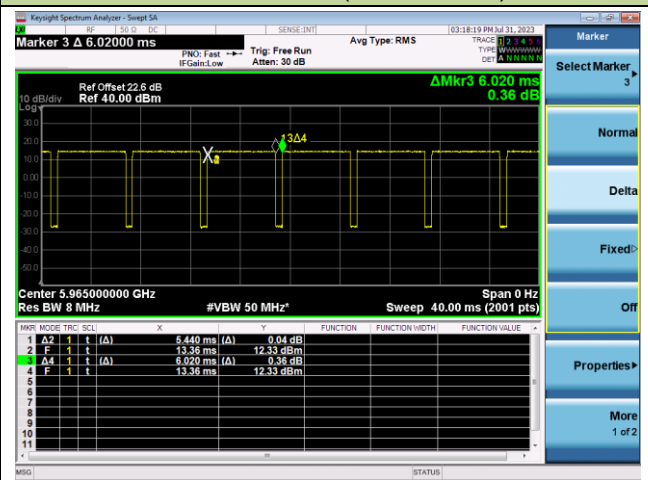 Keysight Spectrum Analyzer - Swept SA
RF 50 Ω DC SENSE:INT 03:18:19 PM Jul 31, 2023
Marker 3 Δ 6.02000 ms
PNO: Fast
IFGain:Low
Trig: Free Run
Atten: 30 dB
Avg Type: RMS
TRACE 1 2 3 4 5 6
TYPE WWWWWW
DET A N N N N N
ΔMkr3 6.020 ms
0.36 dB
Ref Offset 22.6 dB
10 dB/div Ref 40.00 dBm
Log
30.0
20.0
10.0
0.00
-10.0
-20.0
-30.0
-40.0
-50.0
3Δ4
Center 5.965000000 GHz Span 0 Hz
Res BW 8 MHz #VBW 50 MHz* Sweep 40.00 ms (2001 pts)
MKR MODE TRC SCL X Y FUNCTION FUNCTION WIDTH FUNCTION VALUE
1 Δ2 1 t (Δ) 5.440 ms (Δ) 0.04 dB
2 F 1 t 13.36 ms 12.33 dBm
3 Δ4 1 t (Δ) 6.020 ms (Δ) 0.36 dB
4 F 1 t 13.36 ms 12.33 dBm
5
6
7
8
9
10
11
MSG STATUS
Marker
Select Marker
3
Normal
Delta
Fixed
Off
Properties
More
1 of 2